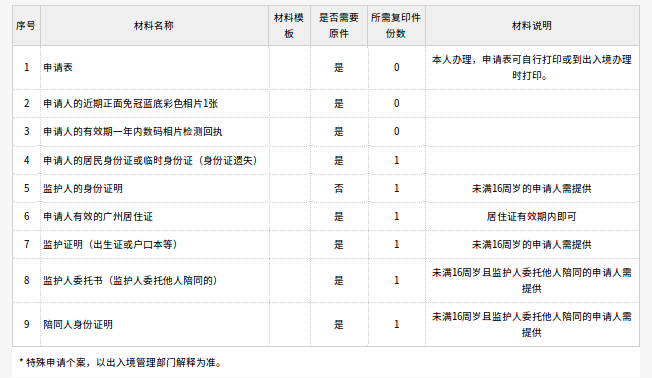 序号 材料名称 材料模板 是否需要原件 所需复印件份数 材料说明
1 申请表 是 0 本人办理，申请表可自行打印或到出入境办理时打印。
2 申请人的近期正面免冠蓝底彩色相片1张 是 0
3 申请人的有效期一年内数码相片检测回执 是 0
4 申请人的居民身份证或临时身份证（身份证遗失） 是 1
5 监护人的身份证明 否 1 未满16周岁的申请人需提供
6 申请人有效的广州居住证 是 1 居住证有效期内即可
7 监护证明（出生证或户口本等） 是 1 未满16周岁的申请人需提供
8 监护人委托书（监护人委托他人陪同的） 是 1 未满16周岁且监护人委托他人陪同的申请人需提供
9 陪同人身份证明 是 1 未满16周岁且监护人委托他人陪同的申请人需提供
* 特殊申请个案，以出入境管理部门解释为准。